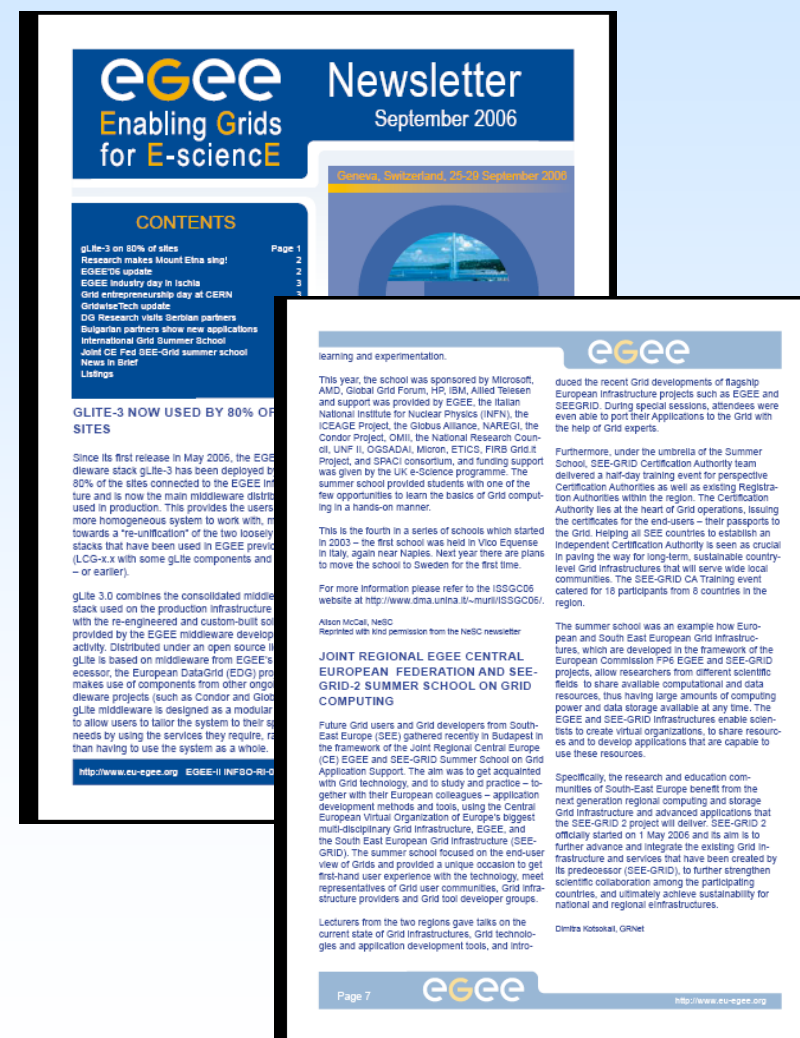 egee
Newsletter
September 2006
Enabling Grids
for E-sciencE
Geneva, Switzerland, 25-29 September 2006
CONTENTS
gLite-3 on 80% of sites Page 1
Research makes Mount Etna sing! 2
EGEE'06 update 2
EGEE Industry day in Ischia 3
Grid entrepreneurship day at CERN 3
GridwiseTech update
DG Research visits Serbian partners
Bulgarian partners show new applications
International Grid Summer School
Joint CE Fed SEE-Grid summer school
News in Brief
Listings
GLITE-3 NOW USED BY 80% OF
SITES
Since its first release in May 2006, the EGE
dleware stack gLite-3 has been deployed b
80% of the sites connected to the EGEE inf
ture and is now the main middleware distrib
used in production. This provides the users
more homogeneous system to work with, m
towards a "re-unification" of the two loosely
stacks that have been used in EGEE previo
(LCG-x.x with some gLite components and
– or earlier).
gLite 3.0 combines the consolidated middle
stack used on the production infrastructure
with the re-engineered and custom-built sol
provided by the EGEE middleware develop
activity. Distributed under an open source li
gLite is based on middleware from EGEE's
ecessor, the European DataGrid (EDG) pro
makes use of components from other ongo
dleware projects (such as Condor and Glob
gLite middleware is designed as a modular
to allow users to tailor the system to their sp
needs by using the services they require, ra
than having to use the system as a whole.
http://www.eu-egee.org EGEE-II INFSO-RI-0
egee
learning and experimentation.
This year, the school was sponsored by Microsoft,
AMD, Global Grid Forum, HP, IBM, Allied Telesen
and support was provided by EGEE, the Italian
National Institute for Nuclear Physics (INFN), the
ICEAGE Project, the Globus Alliance, NAREGI, the
Condor Project, OMII, the National Research Coun-
cil, UNF II, OGSADAI, Micron, ETICS, FIRB Grid.it
Project, and SPACI consortium, and funding support
was given by the UK e-Science programme. The
summer school provided students with one of the
few opportunities to learn the basics of Grid comput-
ing in a hands-on manner.
This is the fourth in a series of schools which started
in 2003 – the first school was held in Vico Equense
in Italy, again near Naples. Next year there are plans
to move the school to Sweden for the first time.
For more information please refer to the ISSGC06
website at http://www.dma.unina.it/~murli/ISSGC06/.
Alison McCall, NeSC
Reprinted with kind permission from the NeSC newsletter
JOINT REGIONAL EGEE CENTRAL
EUROPEAN FEDERATION AND SEE-
GRID-2 SUMMER SCHOOL ON GRID
COMPUTING
Future Grid users and Grid developers from South-
East Europe (SEE) gathered recently in Budapest in
the framework of the Joint Regional Central Europe
(CE) EGEE and SEE-GRID Summer School on Grid
Application Support. The aim was to get acquainted
with Grid technology, and to study and practice – to-
gether with their European colleagues – application
development methods and tools, using the Central
European Virtual Organization of Europe's biggest
multi-disciplinary Grid infrastructure, EGEE, and
the South East European Grid infrastructure (SEE-
GRID). The summer school focused on the end-user
view of Grids and provided a unique occasion to get
first-hand user experience with the technology, meet
representatives of Grid user communities, Grid infra-
structure providers and Grid tool developer groups.
Lecturers from the two regions gave talks on the
current state of Grid infrastructures, Grid technolo-
gies and application development tools, and intro-
duced the recent Grid developments of flagship
European infrastructure projects such as EGEE and
SEEGRID. During special sessions, attendees were
even able to port their Applications to the Grid with
the help of Grid experts.
Furthermore, under the umbrella of the Summer
School, SEE-GRID Certification Authority team
delivered a half-day training event for perspective
Certification Authorities as well as existing Registra-
tion Authorities within the region. The Certification
Authority lies at the heart of Grid operations, issuing
the certificates for the end-users – their passports to
the Grid. Helping all SEE countries to establish an
independent Certification Authority is seen as crucial
in paving the way for long-term, sustainable country-
level Grid infrastructures that will serve wide local
communities. The SEE-GRID CA Training event
catered for 18 participants from 8 countries in the
region.
The summer school was an example how Euro-
pean and South East European Grid infrastruc-
tures, which are developed in the framework of the
European Commission FP6 EGEE and SEE-GRID
projects, allow researchers from different scientific
fields to share available computational and data
resources, thus having large amounts of computing
power and data storage available at any time. The
EGEE and SEE-GRID infrastructures enable scien-
tists to create virtual organizations, to share resourc-
es and to develop applications that are capable to
use these resources.
Specifically, the research and education com-
munities of South-East Europe benefit from the
next generation regional computing and storage
Grid infrastructure and advanced applications that
the SEE-GRID 2 project will deliver. SEE-GRID 2
officially started on 1 May 2006 and its aim is to
further advance and integrate the existing Grid in-
frastructure and services that have been created by
its predecessor (SEE-GRID), to further strengthen
scientific collaboration among the participating
countries, and ultimately achieve sustainability for
national and regional eInfrastructures.
Dimitra Kotsokali, GRNet
Page 7
egee
http://www.eu-egee.org